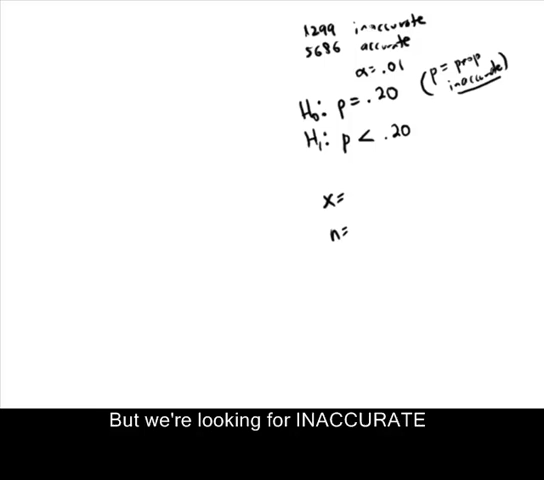 1299 inaccurate
5686 accurate
α=.01
H₀: p=.20 (p= prop inaccurate)
H₁: p < .20
x=
n=
But we're looking for INACCURATE